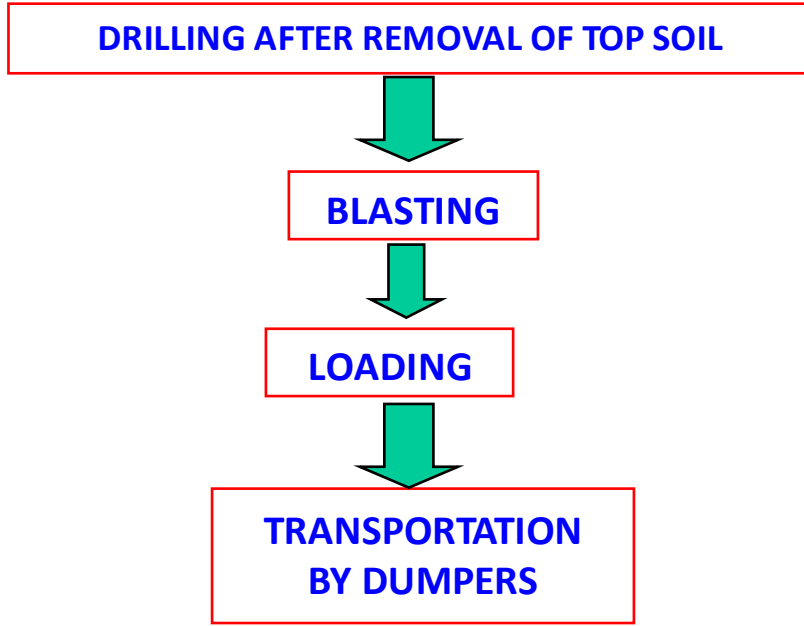 DRILLING AFTER REMOVAL OF TOP SOIL
BLASTING
LOADING
TRANSPORTATION
BY DUMPERS